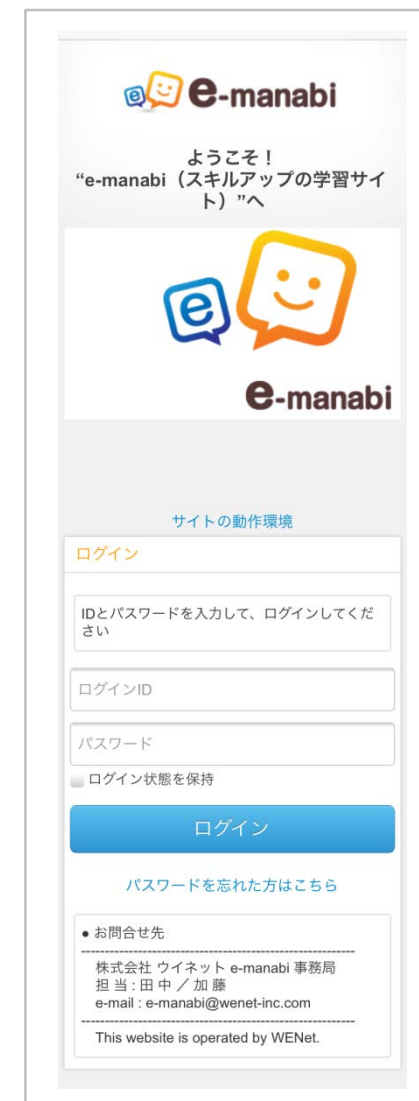 e e-manabi
ようこそ！
“e-manabi（スキルアップの学習サイ
ト）”へ
e
e-manabi
サイトの動作環境
ログイン
IDとパスワードを入力して、ログインしてくだ
さい
ログインID
パスワード
ログイン状態を保持
ログイン
パスワードを忘れた方はこちら
● お問合せ先
----------------------------------------------------------
株式会社 ウイネット e-manabi 事務局
担 当 : 田 中 ／ 加 藤
e-mail : e-manabi@wenet-inc.com
----------------------------------------------------------
This website is operated by WENet.